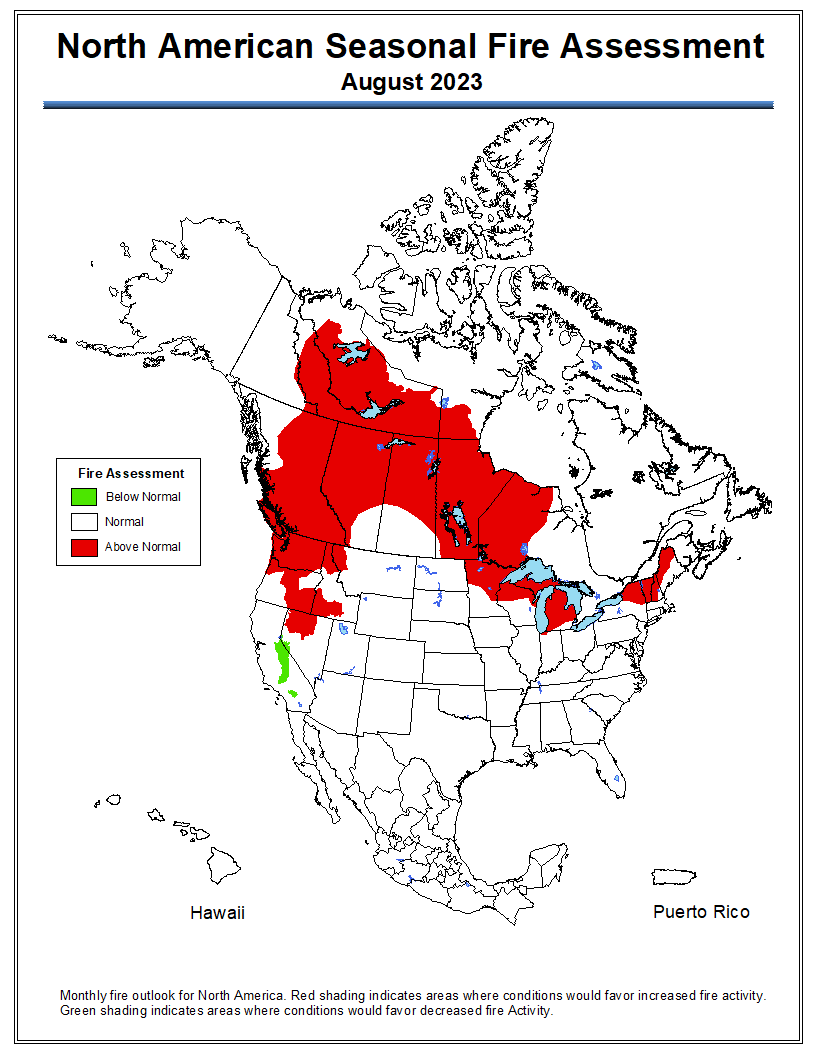 North American Seasonal Fire Assessment
August 2023
Fire Assessment
Below Normal
Normal
Above Normal
Hawaii
Puerto Rico
Monthly fire outlook for North America. Red shading indicates areas where conditions would favor increased fire activity.
Green shading indicates areas where conditions would favor decreased fire Activity.